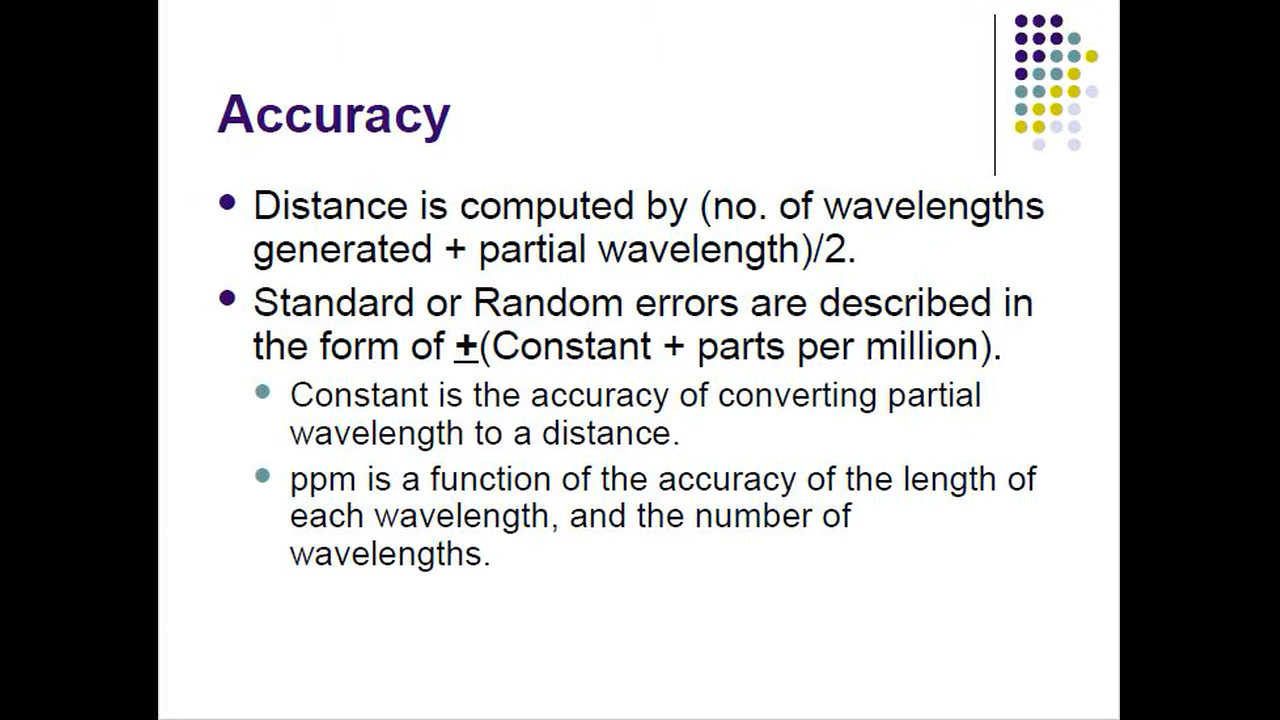 Accuracy
Distance is computed by (no. of wavelengths
generated + partial wavelength)/2.
Standard or Random errors are described in
the form of ±(Constant + parts per million).
Constant is the accuracy of converting partial
wavelength to a distance.
ppm is a function of the accuracy of the length of
each wavelength, and the number of
wavelengths.